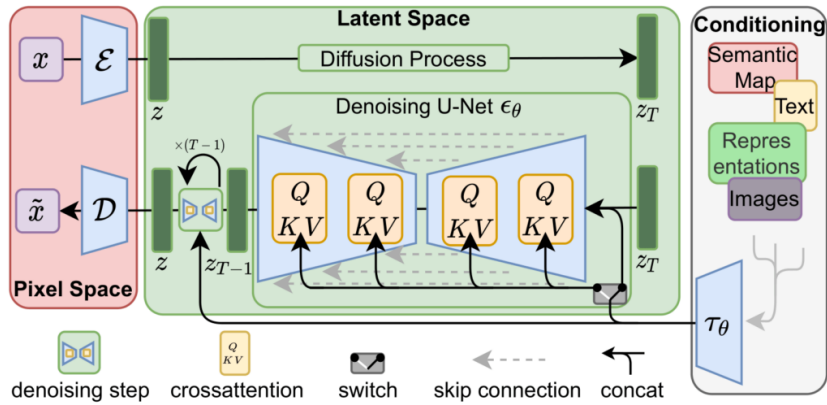 Latent Space
Conditioning
x
ℰ
Diffusion Process
Semantic
Map
z
Denoising U-Net ϵ_θ
z_T
Text
×(T−1)
Repres
entations
Q
KV
Q
KV
Q
KV
Q
KV
x̃
𝒟
Images
z
z_{T−1}
z_T
Pixel Space
τ_θ
Q
KV
denoising step
crossattention
switch
skip connection
concat